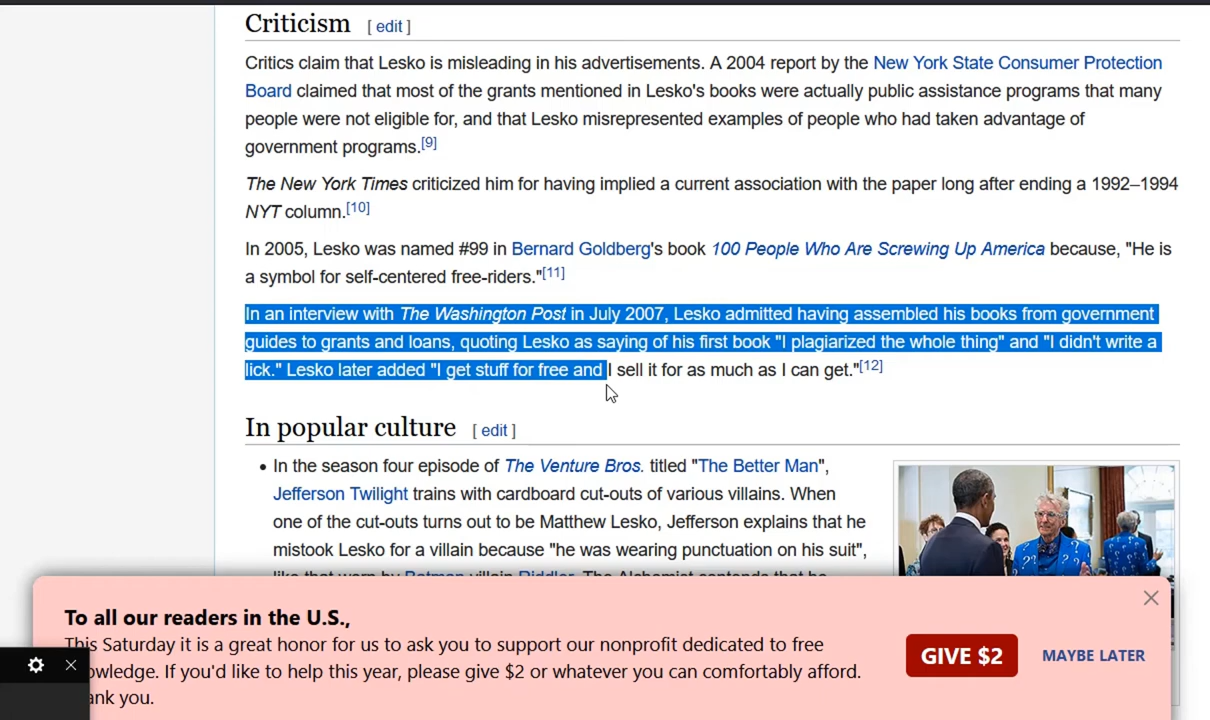 Criticism [ edit ]
Critics claim that Lesko is misleading in his advertisements. A 2004 report by the New York State Consumer Protection
Board claimed that most of the grants mentioned in Lesko's books were actually public assistance programs that many
people were not eligible for, and that Lesko misrepresented examples of people who had taken advantage of
government programs.[9]
The New York Times criticized him for having implied a current association with the paper long after ending a 1992–1994
NYT column.[10]
In 2005, Lesko was named #99 in Bernard Goldberg's book 100 People Who Are Screwing Up America because, "He is
a symbol for self-centered free-riders."[11]
In an interview with The Washington Post in July 2007, Lesko admitted having assembled his books from government
guides to grants and loans, quoting Lesko as saying of his first book "I plagiarized the whole thing" and "I didn't write a
lick." Lesko later added "I get stuff for free and I sell it for as much as I can get."[12]
In popular culture [ edit ]
• In the season four episode of The Venture Bros. titled "The Better Man",
Jefferson Twilight trains with cardboard cut-outs of various villains. When
one of the cut-outs turns out to be Matthew Lesko, Jefferson explains that he
mistook Lesko for a villain because "he was wearing punctuation on his suit",
like that worn by Batman villain Riddler. The Alchemist contends that he
To all our readers in the U.S.,
This Saturday it is a great honor for us to ask you to support our nonprofit dedicated to free
owledge. If you'd like to help this year, please give $2 or whatever you can comfortably afford.
ank you.
GIVE $2
MAYBE LATER